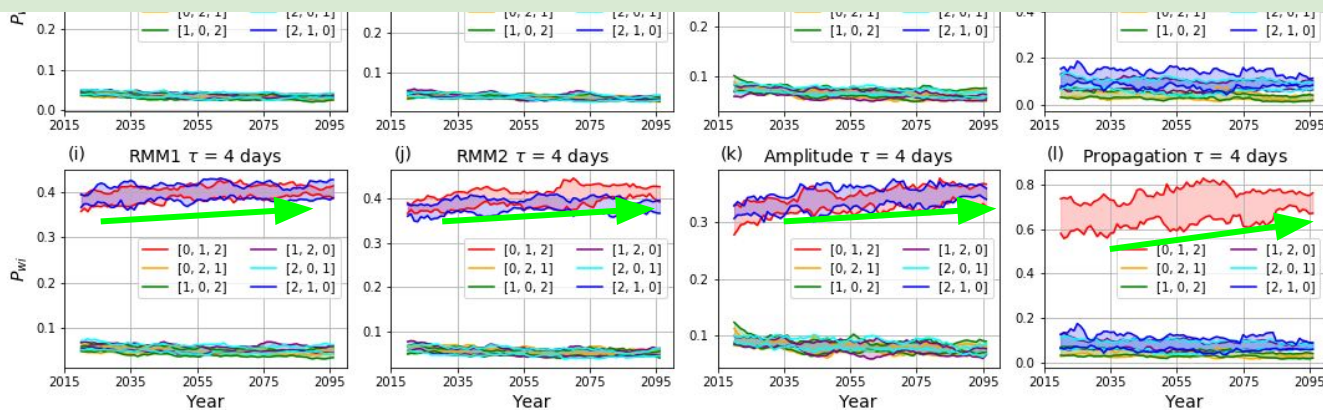 0.2
[0, 2, 1] [2, 0, 1]
[1, 0, 2] [2, 1, 0]
0.1
0.0
2015 2035 2055 2075 2095
0.2
[0, 2, 1] [2, 0, 1]
[1, 0, 2] [2, 1, 0]
0.1
2015 2035 2055 2075 2095
0.2
[0, 2, 1] [2, 0, 1]
[1, 0, 2] [2, 1, 0]
0.1
2015 2035 2055 2075 2095
0.4
[0, 2, 1] [2, 0, 1]
[1, 0, 2] [2, 1, 0]
0.2
0.0
2015 2035 2055 2075 2095
(i) RMM1 τ = 4 days
0.4
0.3
[0, 1, 2] [1, 2, 0]
[0, 2, 1] [2, 0, 1]
[1, 0, 2] [2, 1, 0]
0.2
0.1
P_wi
2015 2035 2055 2075 2095
Year
(j) RMM2 τ = 4 days
0.4
0.3
[0, 1, 2] [1, 2, 0]
[0, 2, 1] [2, 0, 1]
[1, 0, 2] [2, 1, 0]
0.2
0.1
2015 2035 2055 2075 2095
Year
(k) Amplitude τ = 4 days
0.3
[0, 1, 2] [1, 2, 0]
[0, 2, 1] [2, 0, 1]
[1, 0, 2] [2, 1, 0]
0.2
0.1
2015 2035 2055 2075 2095
Year
(l) Propagation τ = 4 days
0.8
0.6
[0, 1, 2] [1, 2, 0]
[0, 2, 1] [2, 0, 1]
[1, 0, 2] [2, 1, 0]
0.4
0.2
0.0
2015 2035 2055 2075 2095
Year